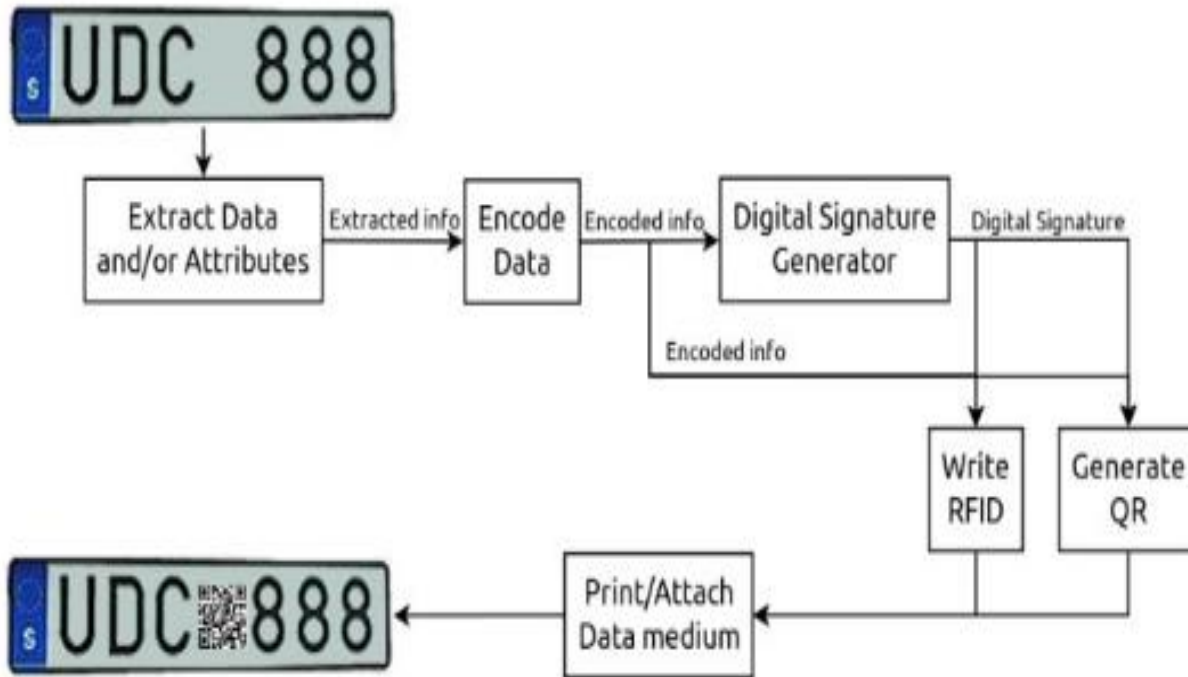 UDC 888
S
Extract Data
and/or Attributes
Extracted info
Encode
Data
Encoded info
Digital Signature
Generator
Digital Signature
Encoded info
Write
RFID
Generate
QR
Print/Attach
Data medium
UDC 888
S